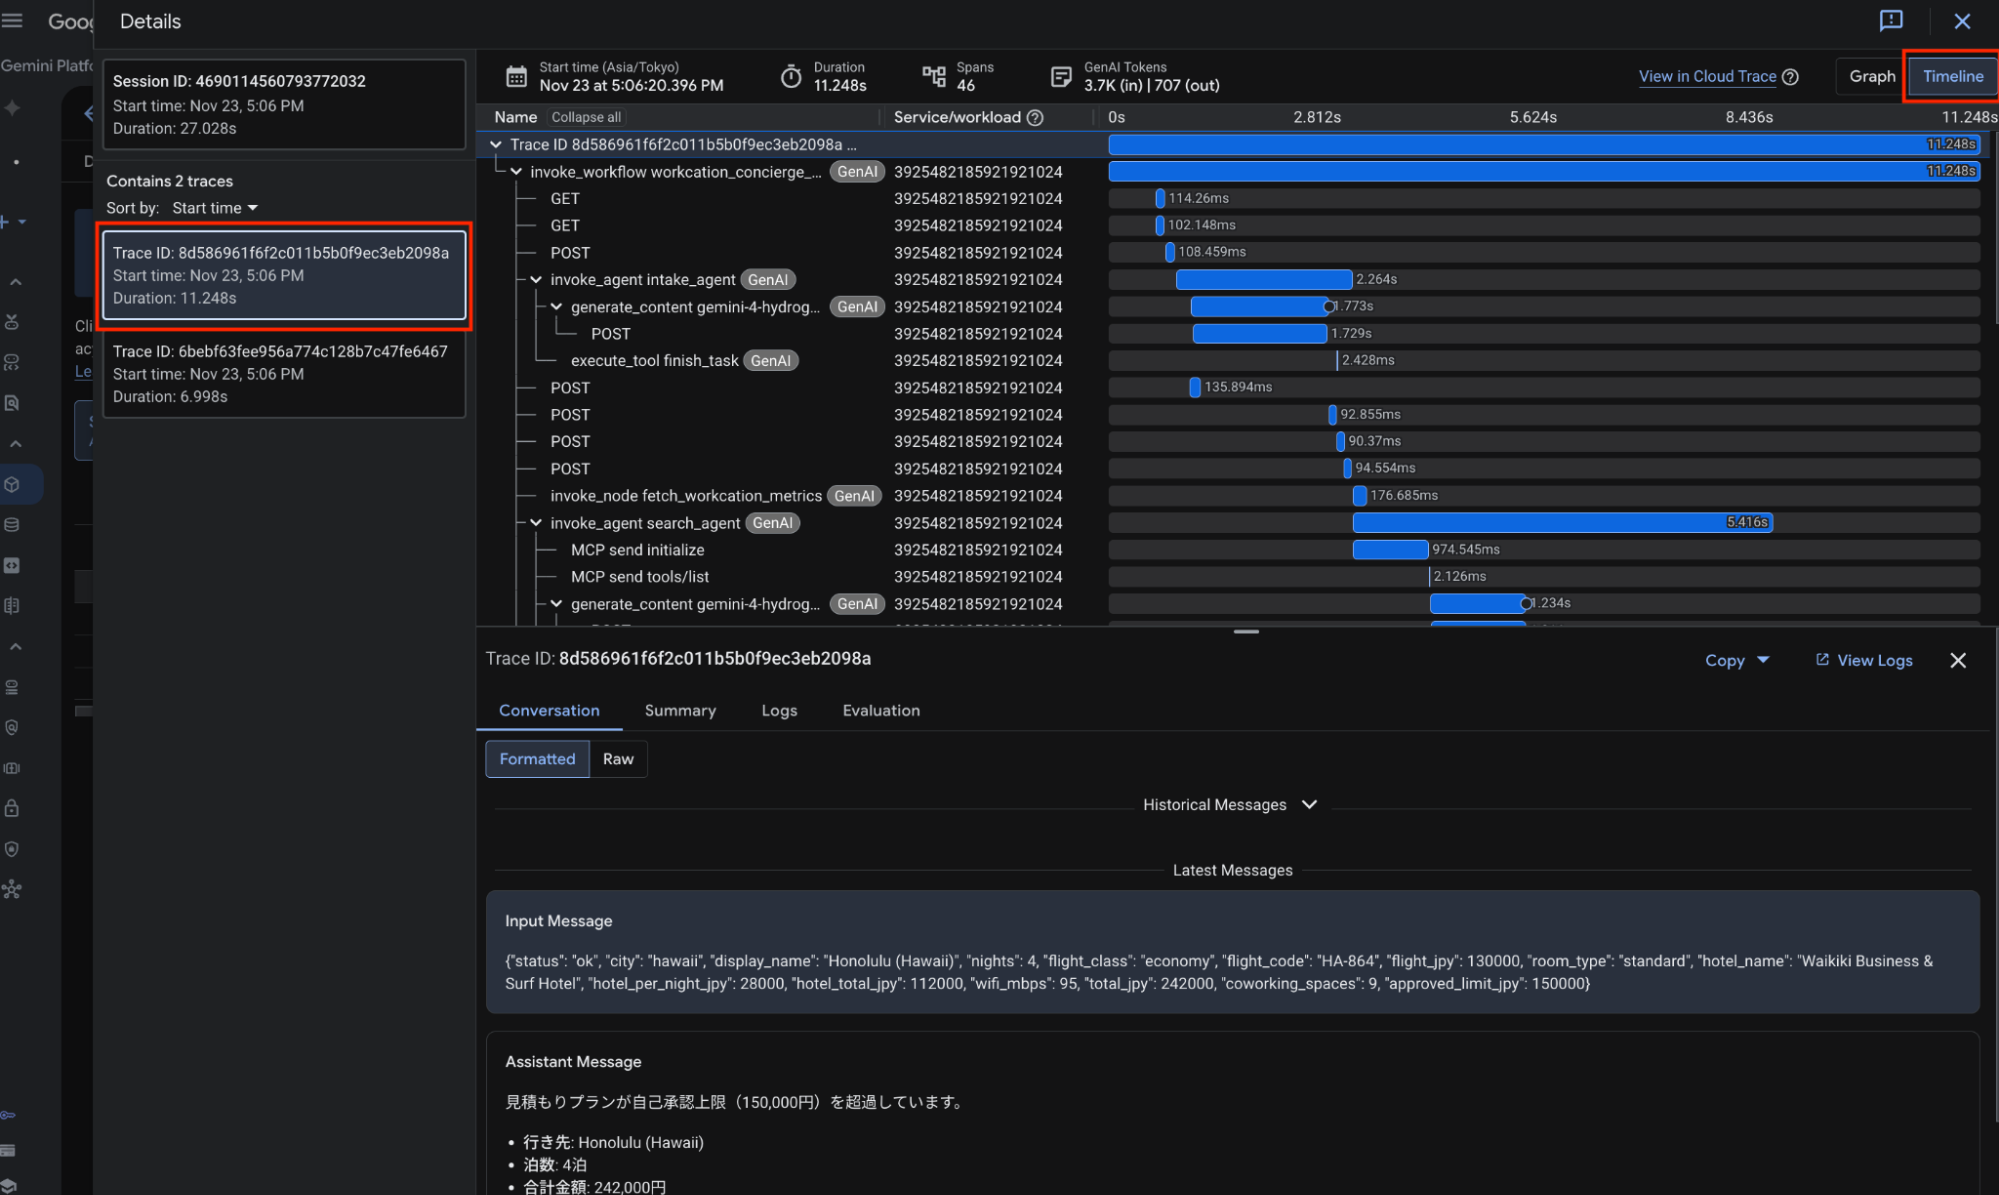 Goog
Details
Gemini Platfo
Session ID: 4690114560793772032
Start time: Nov 23, 5:06 PM
Duration: 27.028s
Contains 2 traces
Sort by: Start time
Trace ID: 8d586961f6f2c011b5b0f9ec3eb2098a
Start time: Nov 23, 5:06 PM
Duration: 11.248s
Trace ID: 6bebf63fee956a774c128b7c47fe6467
Start time: Nov 23, 5:06 PM
Duration: 6.998s
D
Cli
ac
Le
Start time (Asia/Tokyo)
Nov 23 at 5:06:20.396 PM
Duration
11.248s
Spans
46
GenAI Tokens
3.7K (in) | 707 (out)
View in Cloud Trace
Graph
Timeline
Name Collapse all Service/workload 0s 2.812s 5.624s 8.436s 11.248s
Trace ID 8d586961f6f2c011b5b0f9ec3eb2098a ... 11.248s
invoke_workflow workcation_concierge_... GenAI 3925482185921921024 11.248s
GET 3925482185921921024 114.26ms
GET 3925482185921921024 102.148ms
POST 3925482185921921024 108.459ms
invoke_agent intake_agent GenAI 3925482185921921024 2.264s
generate_content gemini-4-hydrog... GenAI 3925482185921921024 1.773s
POST 3925482185921921024 1.729s
execute_tool finish_task GenAI 3925482185921921024 2.428ms
POST 3925482185921921024 135.894ms
POST 3925482185921921024 92.855ms
POST 3925482185921921024 90.37ms
POST 3925482185921921024 94.554ms
invoke_node fetch_workcation_metrics GenAI 3925482185921921024 176.685ms
invoke_agent search_agent GenAI 3925482185921921024 5.416s
MCP send initialize 3925482185921921024 974.545ms
MCP send tools/list 3925482185921921024 2.126ms
generate_content gemini-4-hydrog... GenAI 3925482185921921024 1.234s
Trace ID: 8d586961f6f2c011b5b0f9ec3eb2098a
Copy
View Logs
Conversation Summary Logs Evaluation
Formatted Raw
Historical Messages
Latest Messages
Input Message
{"status": "ok", "city": "hawaii", "display_name": "Honolulu (Hawaii)", "nights": 4, "flight_class": "economy", "flight_code": "HA-864", "flight_jpy": 130000, "room_type": "standard", "hotel_name": "Waikiki Business &
Surf Hotel", "hotel_per_night_jpy": 28000, "hotel_total_jpy": 112000, "wifi_mbps": 95, "total_jpy": 242000, "coworking_spaces": 9, "approved_limit_jpy": 150000}
Assistant Message
見積もりプランが自己承認上限（150,000円）を超過しています。
• 行き先: Honolulu (Hawaii)
• 泊数: 4泊
• 合計金額: 242,000円